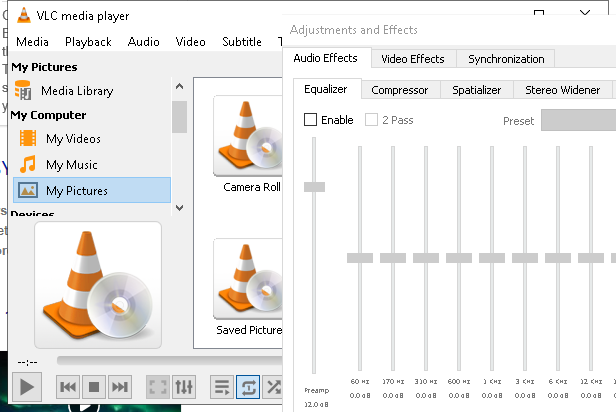 VLC media player
Media Playback Audio Video Subtitle
My Pictures
Media Library
My Computer
My Videos
My Music
My Pictures
Devices
Camera Roll
Saved Picture
--:--
Adjustments and Effects
Audio Effects Video Effects Synchronization
Equalizer Compressor Spatializer Stereo Widener
Enable 2 Pass Preset
60 Hz 170 Hz 310 Hz 600 Hz 1 KHz 3 KHz 6 KHz 12 KHz
Preamp 0.0 dB 0.0 dB 0.0 dB 0.0 dB 0.0 dB 0.0 dB 0.0 dB 0.0 dB
12.0 dB